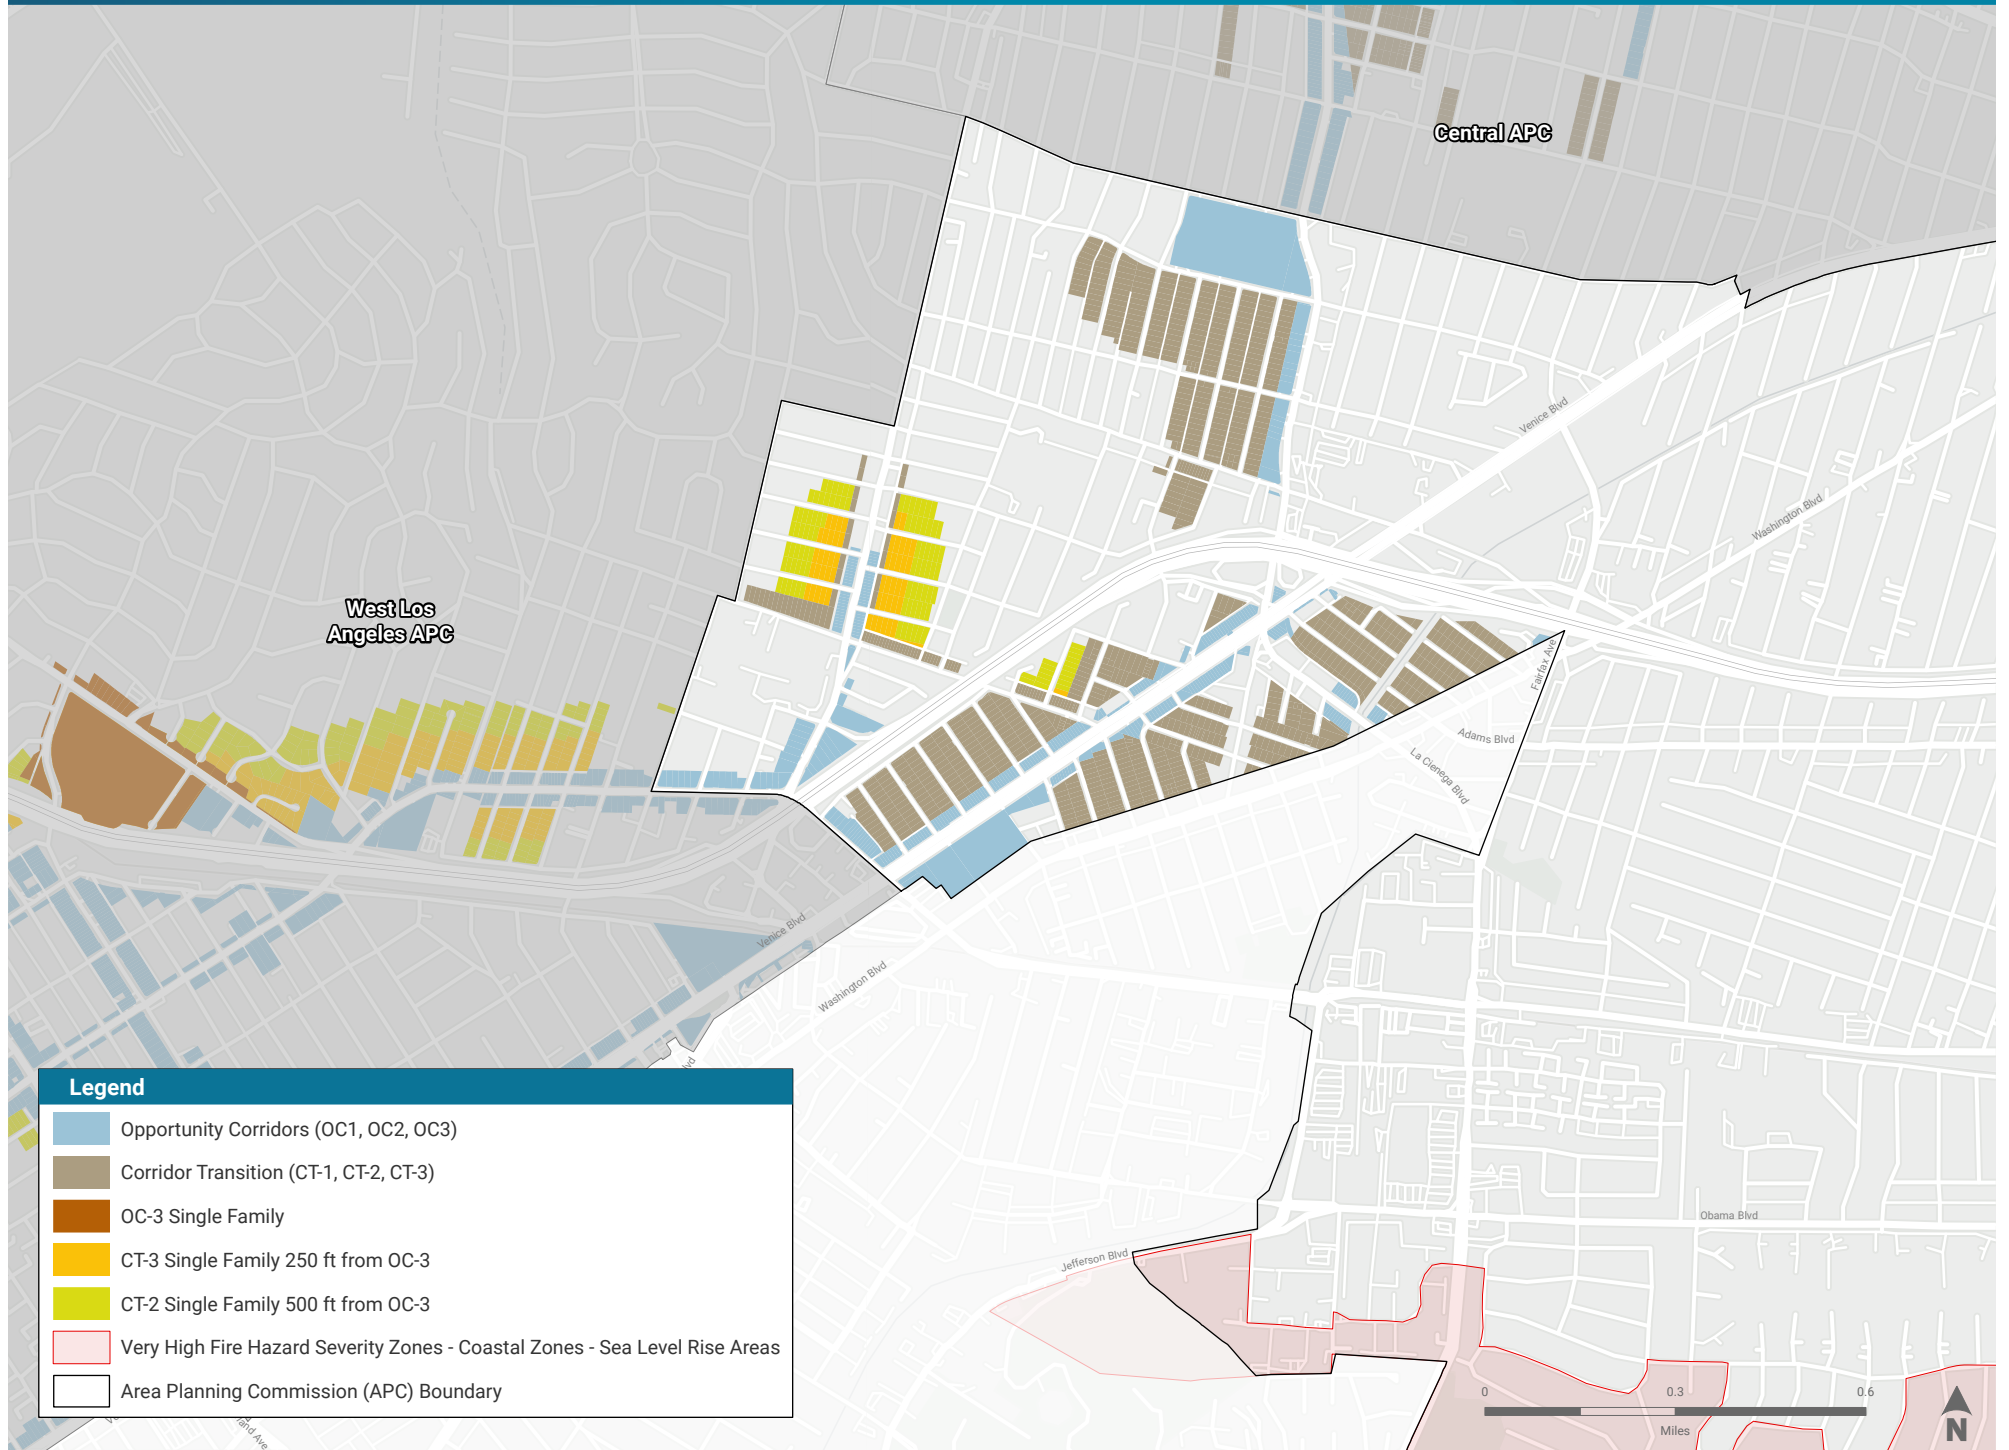 Central APC
Venice Blvd
Washington Blvd
West Los
Angeles APC
Fairfax Ave
Adams Blvd
La Cienega Blvd
Venice Blvd
Washington Blvd
Legend
Opportunity Corridors (OC1, OC2, OC3)
Corridor Transition (CT-1, CT-2, CT-3)
OC-3 Single Family
CT-3 Single Family 250 ft from OC-3
CT-2 Single Family 500 ft from OC-3
Very High Fire Hazard Severity Zones - Coastal Zones - Sea Level Rise Areas
Area Planning Commission (APC) Boundary
Obama Blvd
Jefferson Blvd
0 0.3 0.6
Miles
N